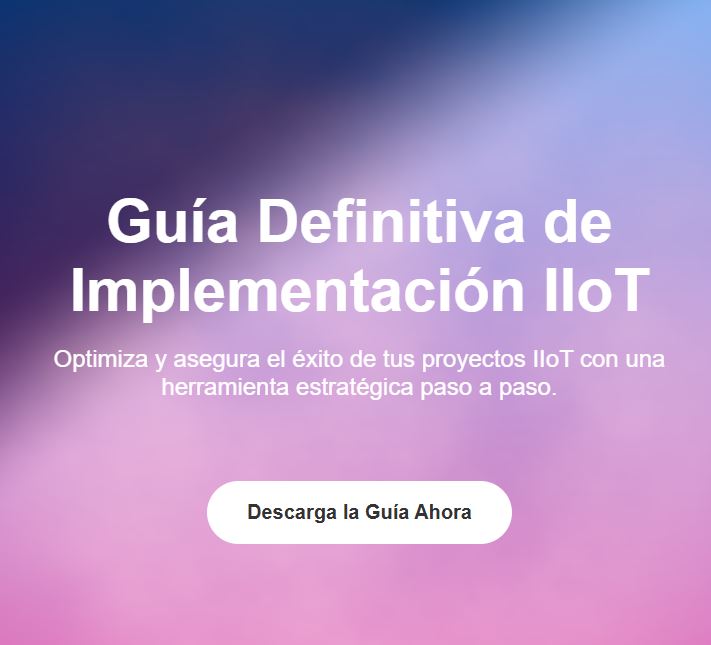 Guía Definitiva de
Implementación IIoT
Optimiza y asegura el éxito de tus proyectos IIoT con una
herramienta estratégica paso a paso.
Descarga la Guía Ahora